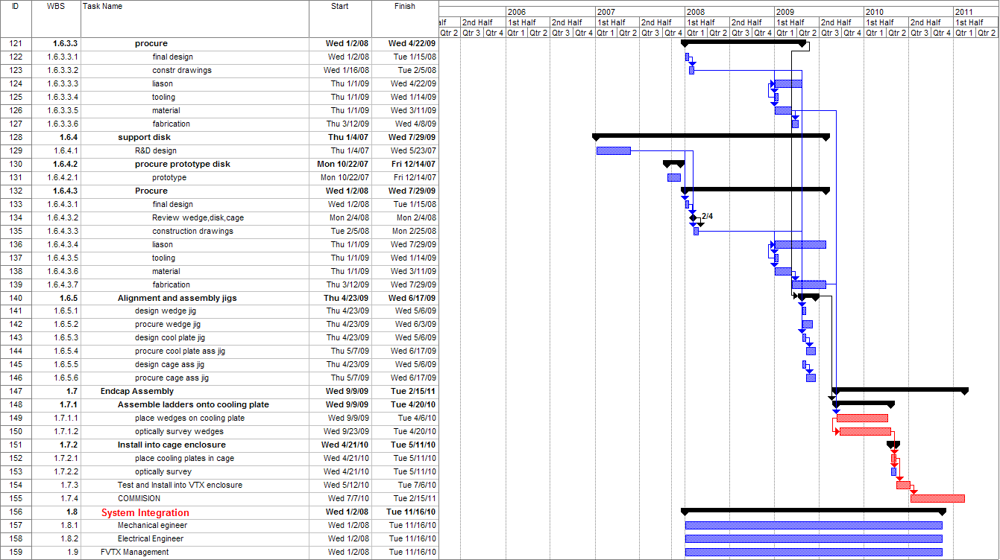 ID WBS Task Name Start Finish
2006 2007 2008 2009 2010 2011
alf 2nd Half 1st Half 2nd Half 1st Half 2nd Half 1st Half 2nd Half 1st Half 2nd Half 1st Half 2nd Half 1st Half
Qtr 2 Qtr 3 Qtr 4 Qtr 1 Qtr 2 Qtr 3 Qtr 4 Qtr 1 Qtr 2 Qtr 3 Qtr 4 Qtr 1 Qtr 2 Qtr 3 Qtr 4 Qtr 1 Qtr 2 Qtr 3 Qtr 4 Qtr 1 Qtr 2 Qtr 3 Qtr 4 Qtr 1 Qtr 2
121 1.6.3.3 procure Wed 1/2/08 Wed 4/22/09
122 1.6.3.3.1 final design Wed 1/2/08 Tue 1/15/08
123 1.6.3.3.2 constr drawings Wed 1/16/08 Tue 2/5/08
124 1.6.3.3.3 liason Thu 1/1/09 Wed 4/22/09
125 1.6.3.3.4 tooling Thu 1/1/09 Wed 1/14/09
126 1.6.3.3.5 material Thu 1/1/09 Wed 3/11/09
127 1.6.3.3.6 fabrication Thu 3/12/09 Wed 4/8/09
128 1.6.4 support disk Thu 1/4/07 Wed 7/29/09
129 1.6.4.1 R&D design Thu 1/4/07 Wed 5/23/07
130 1.6.4.2 procure prototype disk Mon 10/22/07 Fri 12/14/07
131 1.6.4.2.1 prototype Mon 10/22/07 Fri 12/14/07
132 1.6.4.3 Procure Wed 1/2/08 Wed 7/29/09
133 1.6.4.3.1 final design Wed 1/2/08 Tue 1/15/08
134 1.6.4.3.2 Review wedge,disk,cage Mon 2/4/08 Mon 2/4/08 2/4
135 1.6.4.3.3 construction drawings Tue 2/5/08 Mon 2/25/08
136 1.6.4.3.4 liason Thu 1/1/09 Wed 7/29/09
137 1.6.4.3.5 tooling Thu 1/1/09 Wed 1/14/09
138 1.6.4.3.6 material Thu 1/1/09 Wed 3/11/09
139 1.6.4.3.7 fabrication Thu 3/12/09 Wed 7/29/09
140 1.6.5 Alignment and assembly jigs Thu 4/23/09 Wed 6/17/09
141 1.6.5.1 design wedge jig Thu 4/23/09 Wed 5/6/09
142 1.6.5.2 procure wedge jig Thu 4/23/09 Wed 6/3/09
143 1.6.5.3 design cool plate jig Thu 4/23/09 Wed 5/6/09
144 1.6.5.4 procure cool plate ass jig Thu 5/7/09 Wed 6/17/09
145 1.6.5.5 design cage ass jig Thu 4/23/09 Wed 5/6/09
146 1.6.5.6 procure cage ass jig Thu 5/7/09 Wed 6/17/09
147 1.7 Endcap Assembly Wed 9/9/09 Tue 2/15/11
148 1.7.1 Assemble ladders onto cooling plate Wed 9/9/09 Tue 4/20/10
149 1.7.1.1 place wedges on cooling plate Wed 9/9/09 Tue 4/6/10
150 1.7.1.2 optically survey wedges Wed 9/23/09 Tue 4/20/10
151 1.7.2 Install into cage enclosure Wed 4/21/10 Tue 5/11/10
152 1.7.2.1 place cooling plates in cage Wed 4/21/10 Tue 5/11/10
153 1.7.2.2 optically survey Wed 4/21/10 Tue 5/11/10
154 1.7.3 Test and Install into VTX enclosure Wed 5/12/10 Tue 7/6/10
155 1.7.4 COMMISION Wed 7/7/10 Tue 2/15/11
156 1.8 System Integration Wed 1/2/08 Tue 11/16/10
157 1.8.1 Mechanical egineer Wed 1/2/08 Tue 11/16/10
158 1.8.2 Electrical Engineer Wed 1/2/08 Tue 11/16/10
159 1.9 FVTX Management Wed 1/2/08 Tue 11/16/10